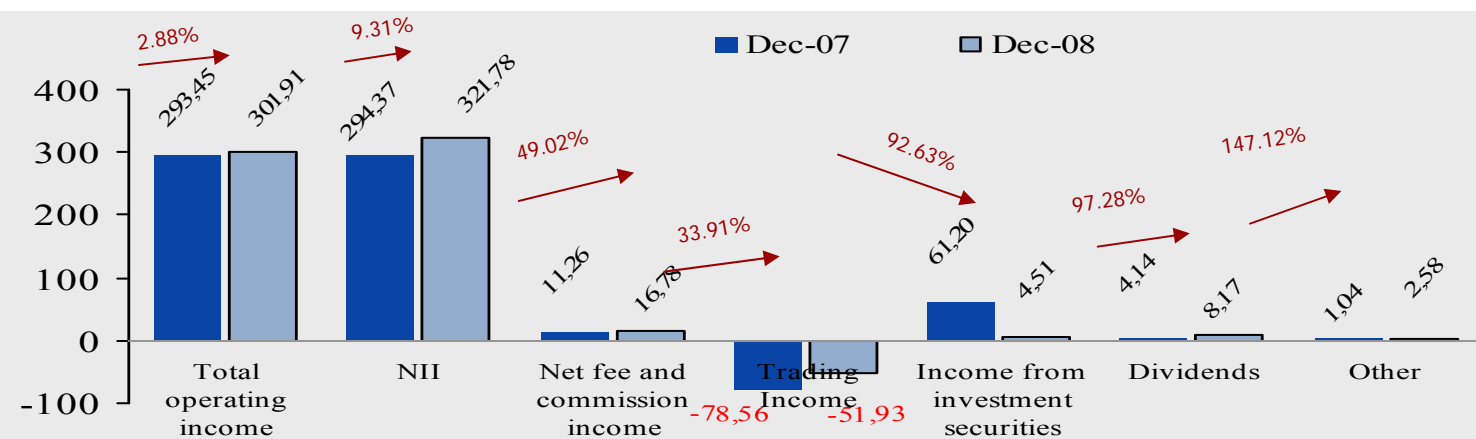 2.88%
9.31%
Dec-07
Dec-08
293,45
301,91
294,37
321,78
49.02%
92.63%
147.12%
97.28%
33.91%
11,26
16,78
61,20
4,51
4,14
8,17
1,04
2,58
400
300
200
100
0
-100
Total
operating
income
NII
Net fee and
commission
income
Trading
Income
-78,56
-51,93
Income from
investment
securities
Dividends
Other